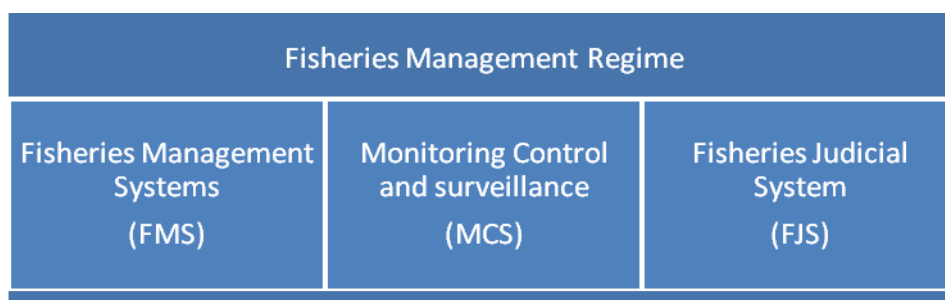 Fisheries Management Regime
Fisheries Management
Systems
(FMS)
Monitoring Control
and surveillance
(MCS)
Fisheries Judicial
System
(FJS)